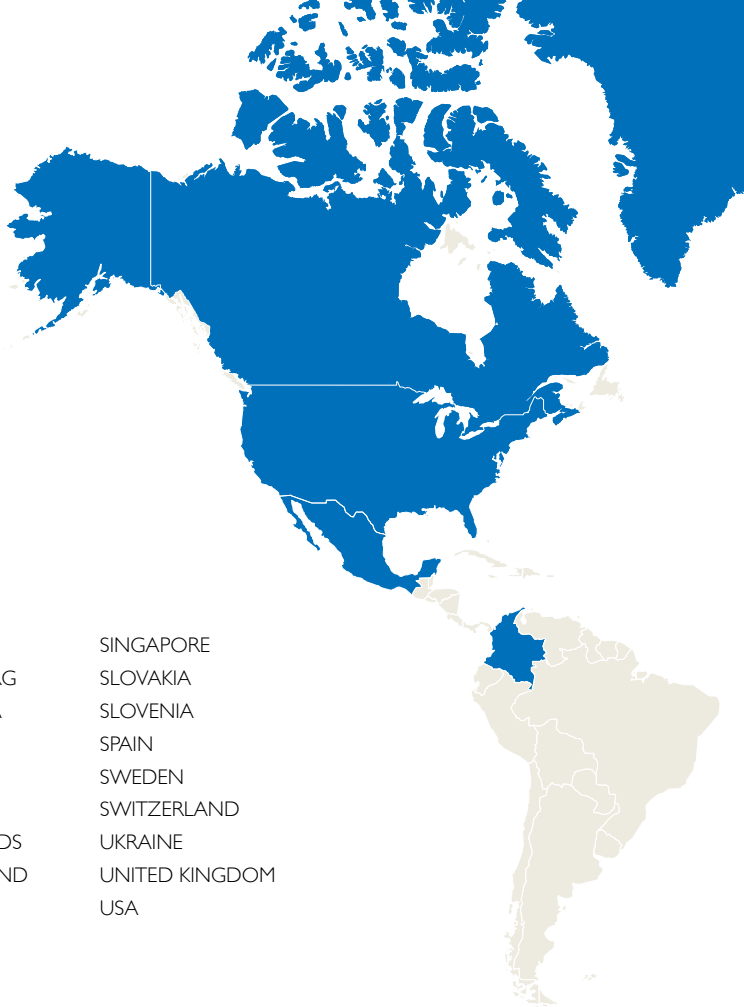 SINGAPORE
SLOVAKIA
SLOVENIA
SPAIN
SWEDEN
SWITZERLAND
UKRAINE
UNITED KINGDOM
USA